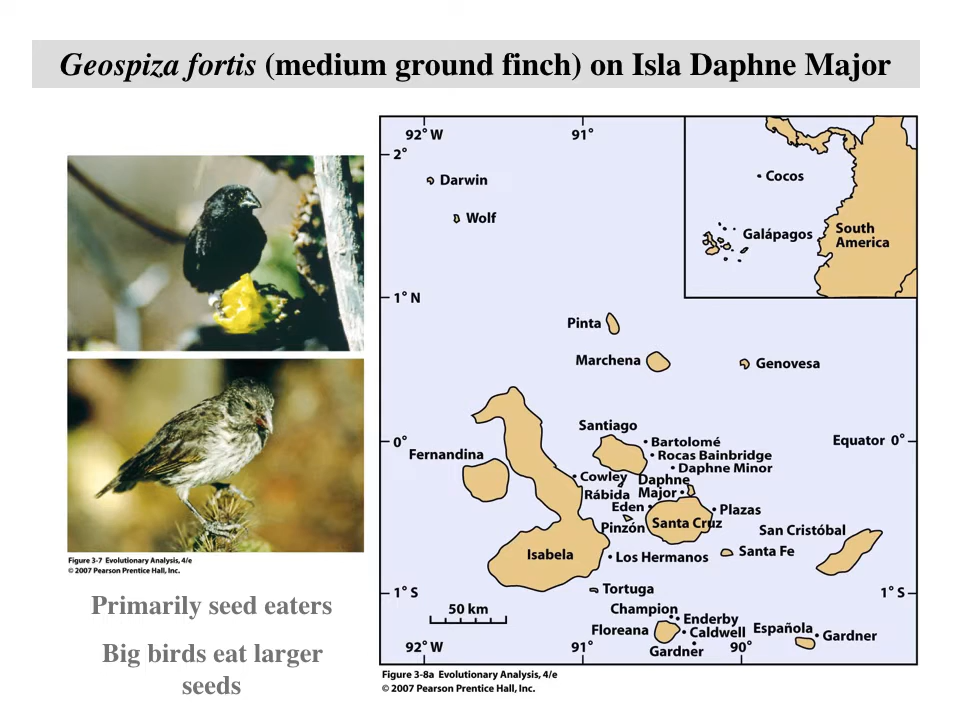 Geospiza fortis (medium ground finch) on Isla Daphne Major
92° W
91°
2°
Darwin
Wolf
Cocos
Galápagos
South
America
1° N
Pinta
Marchena
Genovesa
Santiago
0°
Bartolomé
Equator 0°
Fernandina
Rocas Bainbridge
Daphne Minor
Cowley
Daphne
Major
Rábida
Eden
Plazas
Pinzón
Santa Cruz
San Cristóbal
Isabela
Los Hermanos
Santa Fe
1° S
Tortuga
1° S
50 km
Champion
Enderby
Floreana
Caldwell
Española
Gardner
Gardner
92° W
91°
90°
Figure 3-7 Evolutionary Analysis, 4/e
© 2007 Pearson Prentice Hall, Inc.
Primarily seed eaters
Big birds eat larger
seeds
Figure 3-8a Evolutionary Analysis, 4/e
© 2007 Pearson Prentice Hall, Inc.